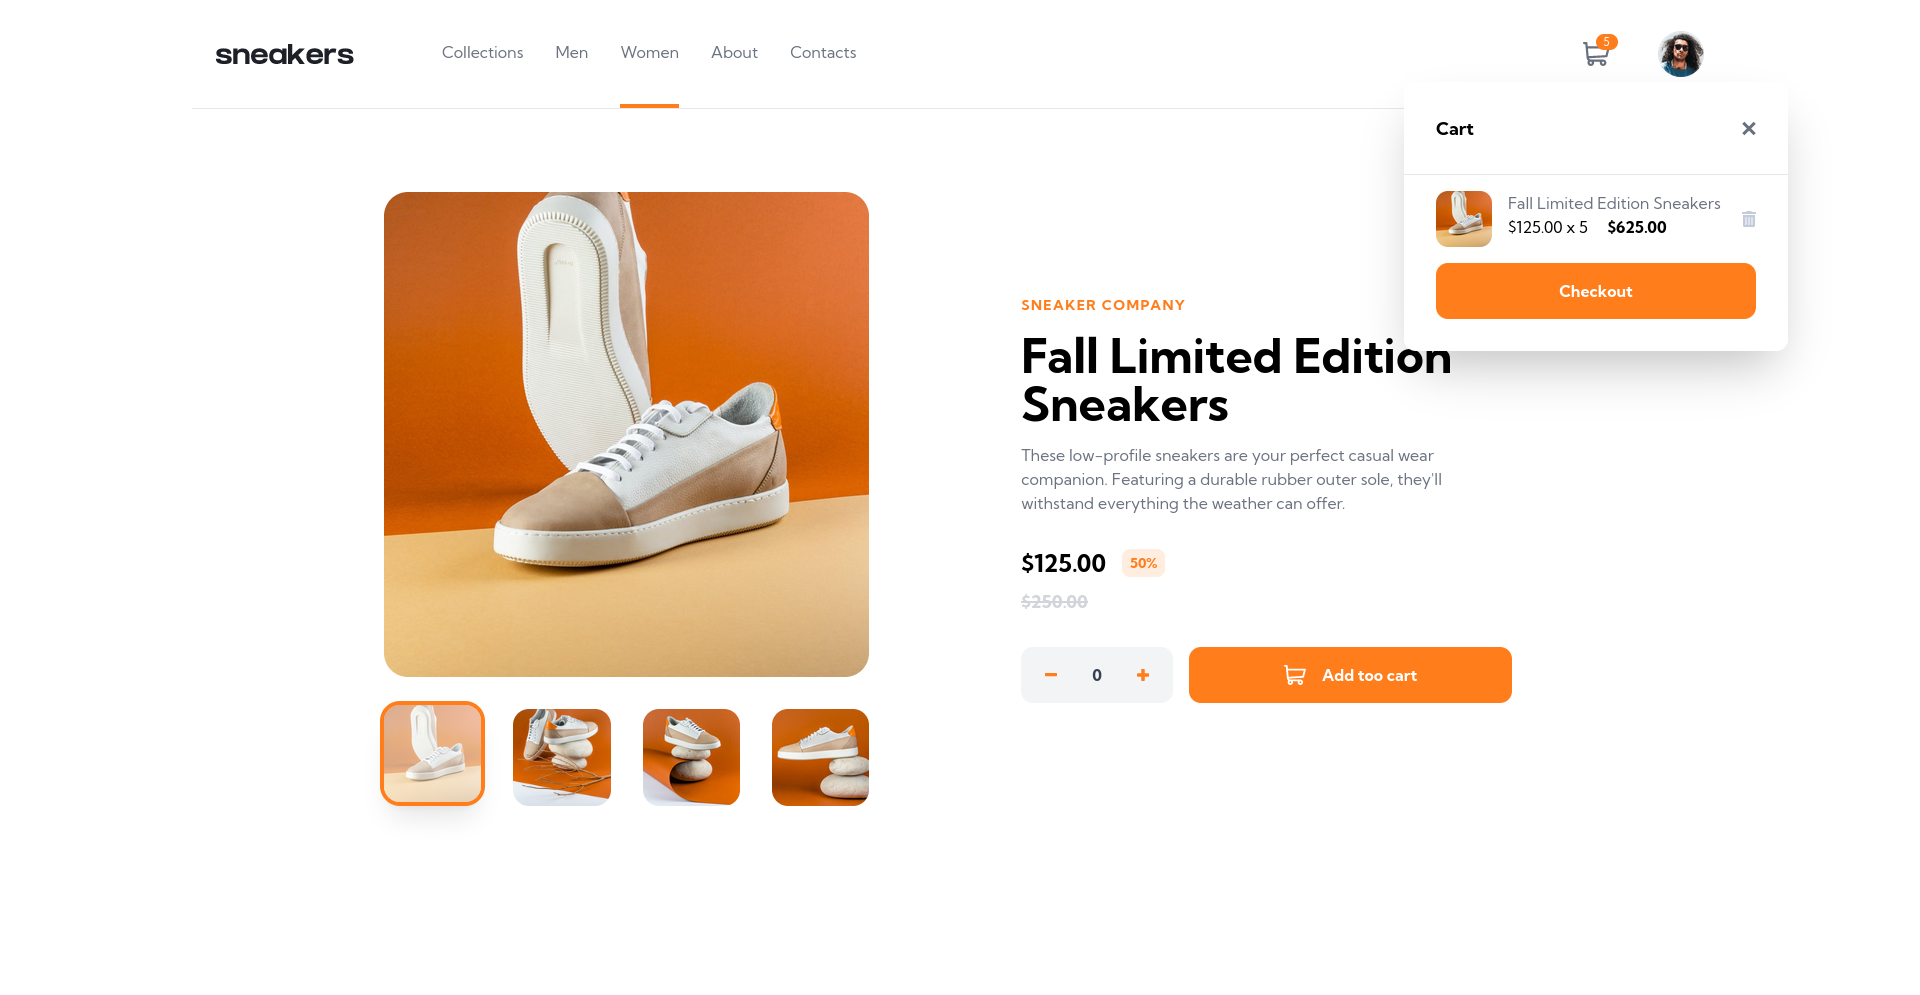 sneakers
Collections Men Women About Contacts
5
Cart
Fall Limited Edition Sneakers
$125.00 x 5 $625.00
Checkout
SNEAKER COMPANY
Fall Limited Edition
Sneakers
These low-profile sneakers are your perfect casual wear
companion. Featuring a durable rubber outer sole, they'll
withstand everything the weather can offer.
$125.00 50%
$250.00
0
Add too cart